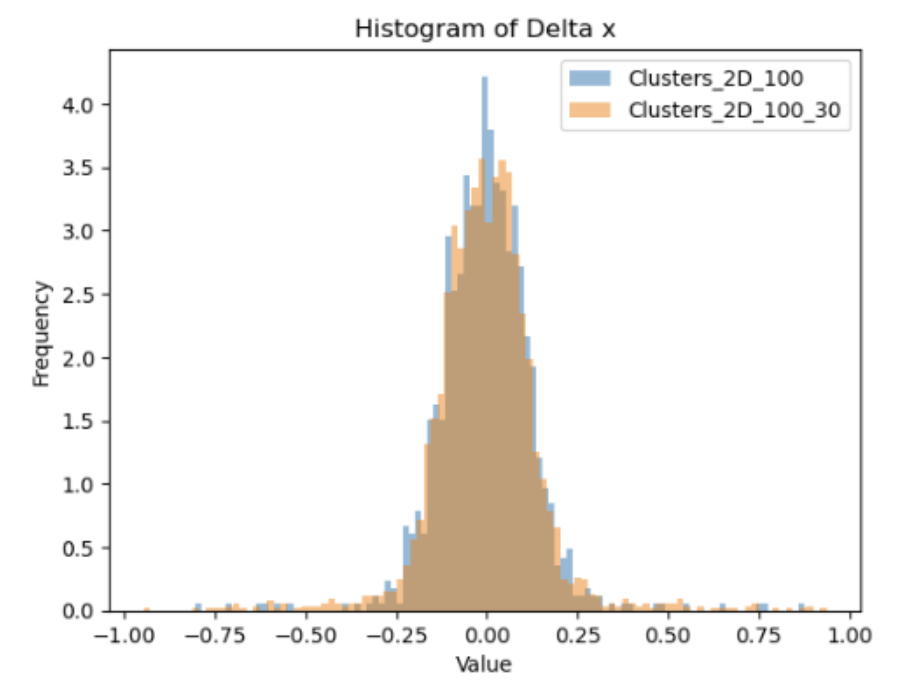 Histogram of Delta x
Clusters_2D_100
Clusters_2D_100_30
Frequency
4.0
3.5
3.0
2.5
2.0
1.5
1.0
0.5
0.0
−1.00 −0.75 −0.50 −0.25 0.00 0.25 0.50 0.75 1.00
Value